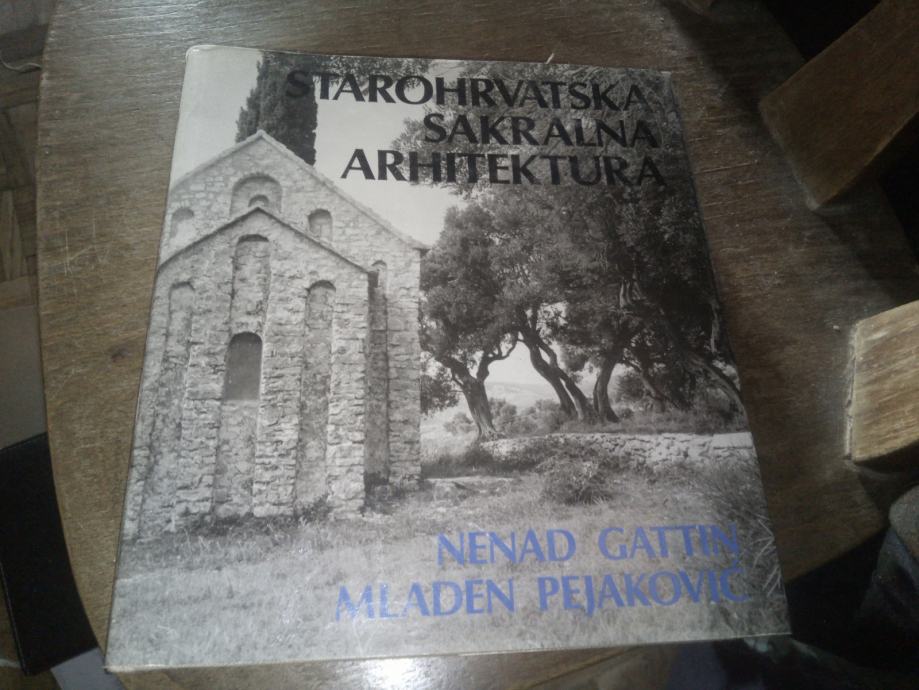 STAROHRVATSKA
SAKRALNA
ARHITEKTURA
NENAD GATTIN
MLADEN PEJAKOVIĆ